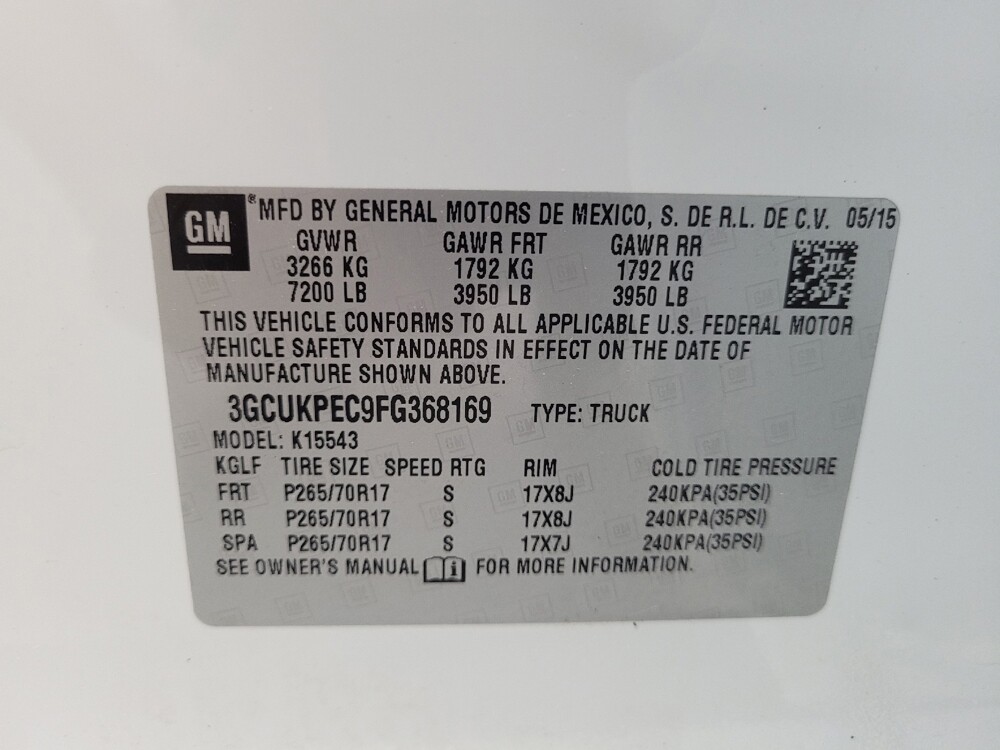 GM ® MFD BY GENERAL MOTORS DE MEXICO, S. DE R.L. DE C.V. 05/15
GVWR GAWR FRT GAWR RR
3266 KG 1792 KG 1792 KG
7200 LB 3950 LB 3950 LB
THIS VEHICLE CONFORMS TO ALL APPLICABLE U.S. FEDERAL MOTOR
VEHICLE SAFETY STANDARDS IN EFFECT ON THE DATE OF
MANUFACTURE SHOWN ABOVE.
3GCUKPEC9FG368169 TYPE: TRUCK
MODEL: K15543
KGLF TIRE SIZE SPEED RTG RIM COLD TIRE PRESSURE
FRT P265/70R17 S 17X8J 240KPA(35PSI)
RR P265/70R17 S 17X8J 240KPA(35PSI)
SPA P265/70R17 S 17X7J 240KPA(35PSI)
SEE OWNER'S MANUAL i FOR MORE INFORMATION.